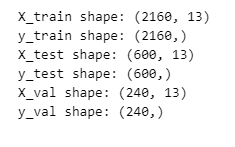 X_train shape: (2160, 13)
y_train shape: (2160,)
X_test shape: (600, 13)
y_test shape: (600,)
X_val shape: (240, 13)
y_val shape: (240,)